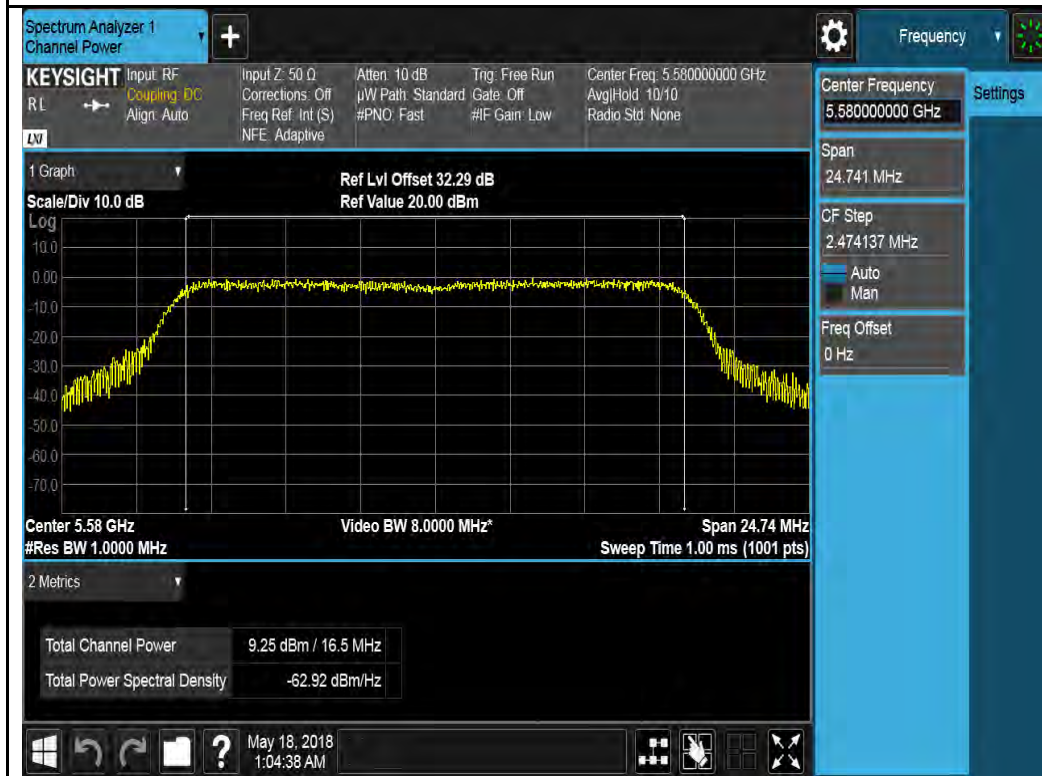 Spectrum Analyzer 1
Channel Power
+
Frequency
KEYSIGHT
Input: RF
Coupling: DC
Align: Auto
RL
LXI
Input Z: 50 Ω
Corrections: Off
Freq Ref: Int (S)
NFE: Adaptive
Atten: 10 dB
µW Path: Standard
#PNO: Fast
Trig: Free Run
Gate: Off
#IF Gain: Low
Center Freq: 5.580000000 GHz
Avg|Hold: 10/10
Radio Std: None
Center Frequency
5.580000000 GHz
Settings
Span
24.741 MHz
CF Step
2.474137 MHz
Auto
Man
Freq Offset
0 Hz
1 Graph
Scale/Div 10.0 dB
Ref Lvl Offset 32.29 dB
Ref Value 20.00 dBm
Log
10.0
0.00
-10.0
-20.0
-30.0
-40.0
-50.0
-60.0
-70.0
Center 5.58 GHz
Video BW 8.0000 MHz*
Span 24.74 MHz
#Res BW 1.0000 MHz
Sweep Time 1.00 ms (1001 pts)
2 Metrics
Total Channel Power 9.25 dBm / 16.5 MHz
Total Power Spectral Density -62.92 dBm/Hz
?
May 18, 2018
1:04:38 AM